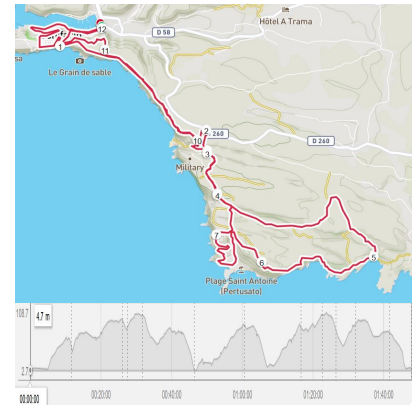 Hôtel A Trama
12
D 58
1
11
Le Grain de sable
2
260
10
3
D 260
Military
4
7
6
5
Plage Saint Antoine
(Pertusato)
108.7
4,7 m
2.7
00:00:00
00:20:00
00:40:00
01:00:00
01:20:00
01:40:00